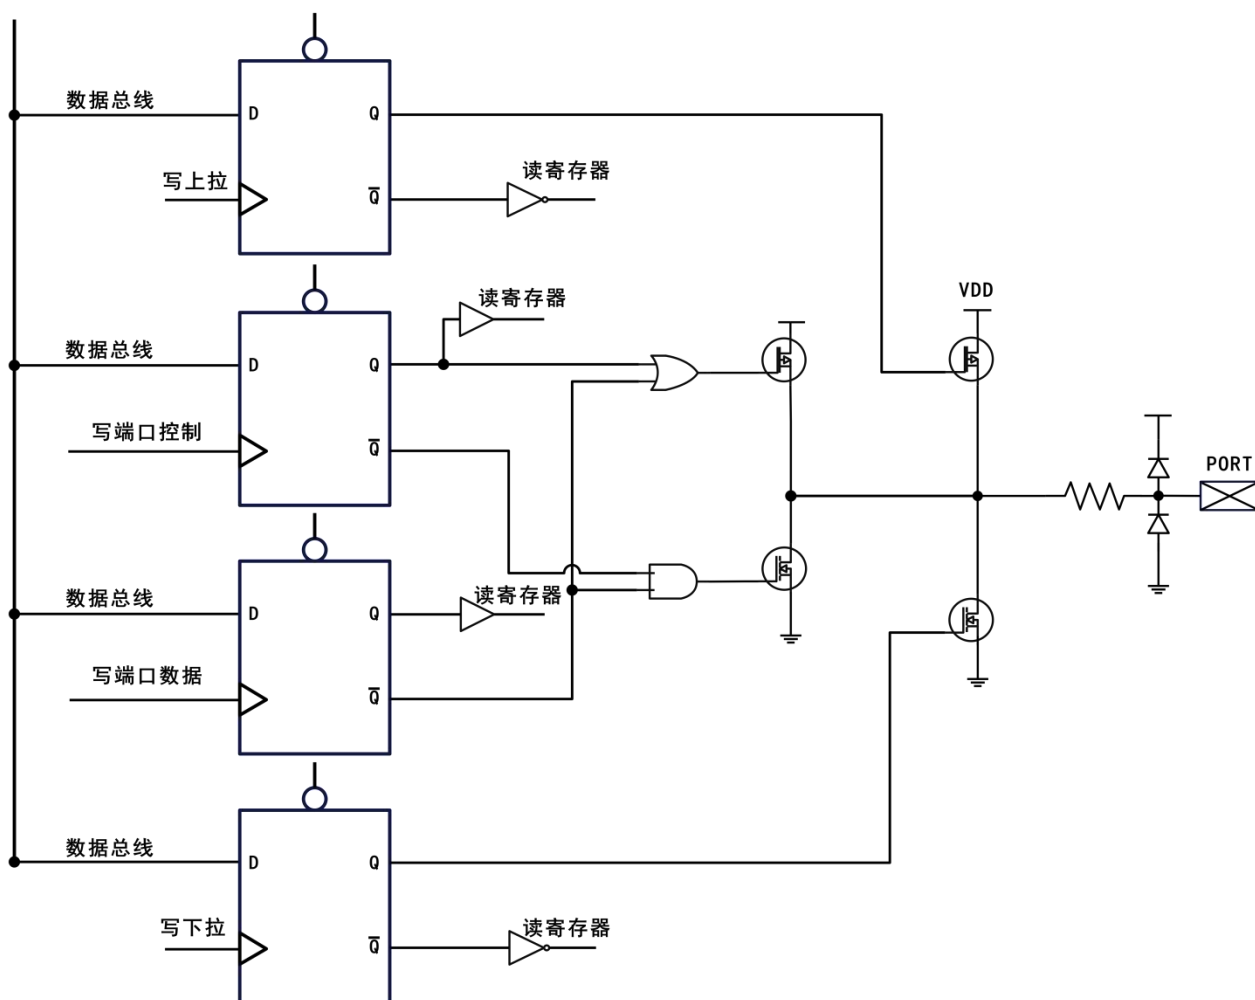 数据总线
D
Q
写上拉
Q
读寄存器
读寄存器
数据总线
D
Q
写端口控制
Q
VDD
PORT
数据总线
D
Q
读寄存器
写端口数据
Q
数据总线
D
Q
写下拉
Q
读寄存器